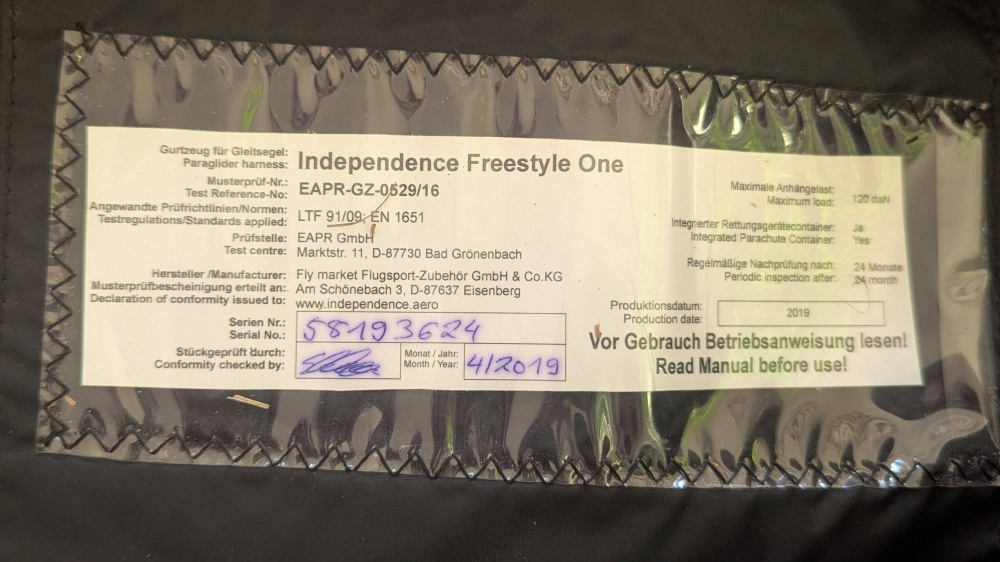 Gurtzeug für Gleitsegel:
Paraglider harness: Independence Freestyle One
Musterprüf-Nr.:
Test Reference-No: EAPR-GZ-0529/16
Angewandte Prüfrichtlinien/Normen:
Testregulations/Standards applied: LTF 91/09, EN 1651
Prüfstelle: EAPR GmbH
Test centre: Marktstr. 11, D-87730 Bad Grönenbach
Hersteller /Manufacturer: Fly market Flugsport-Zubehör GmbH & Co.KG
Musterprüfbescheinigung erteilt an: Am Schönebach 3, D-87637 Eisenberg
Declaration of conformity issued to: www.independence.aero
Serien Nr.:
Serial No.: 58193624
Stückgeprüft durch:
Conformity checked by:
Monat / Jahr:
Month / Year: 4/2019
Maximale Anhängelast:
Maximum load: 120 daN
Integrierter Rettungsgerätecontainer: Ja
Integrated Parachute Container: Yes
Regelmäßige Nachprüfung nach: 24 Monate
Periodic inspection after: 24 month
Produktionsdatum:
Production date: 2019
Vor Gebrauch Betriebsanweisung lesen!
Read Manual before use!